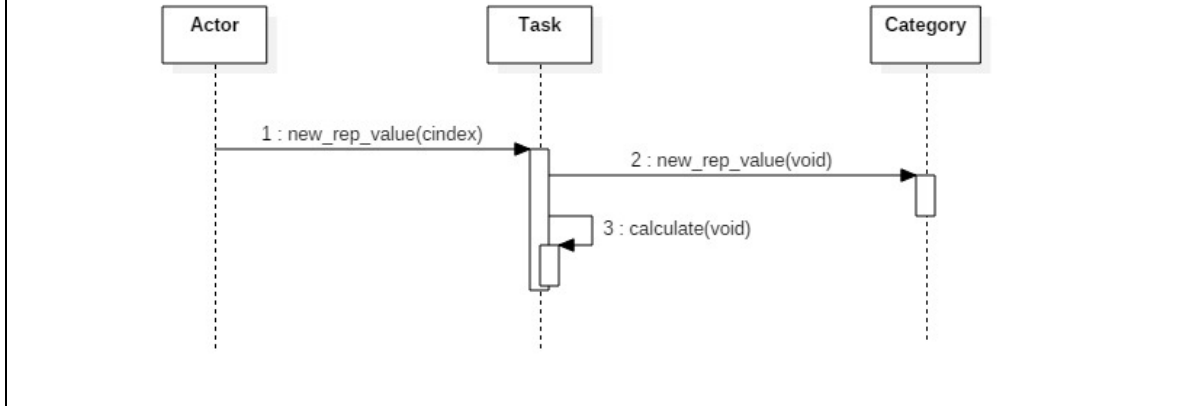 Actor
Task
Category
1 : new_rep_value(cindex)
2 : new_rep_value(void)
3 : calculate(void)